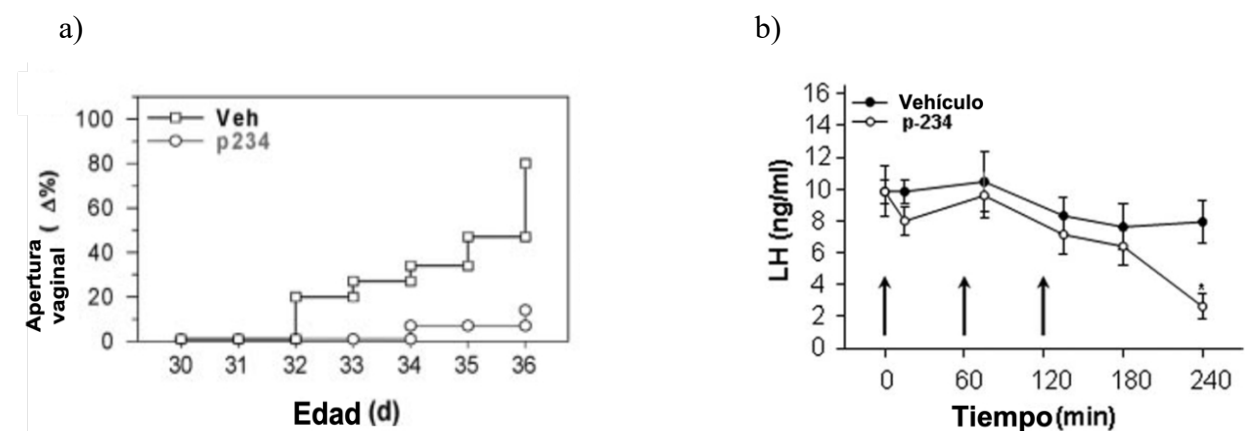 a)
Apertura
vaginal
( Δ%)
100
80
60
40
20
0
Veh
p234
30 31 32 33 34 35 36
Edad (d)
b)
LH (ng/ml)
16
14
12
10
8
6
4
2
0
Vehículo
p-234
*
0 60 120 180 240
Tiempo (min)